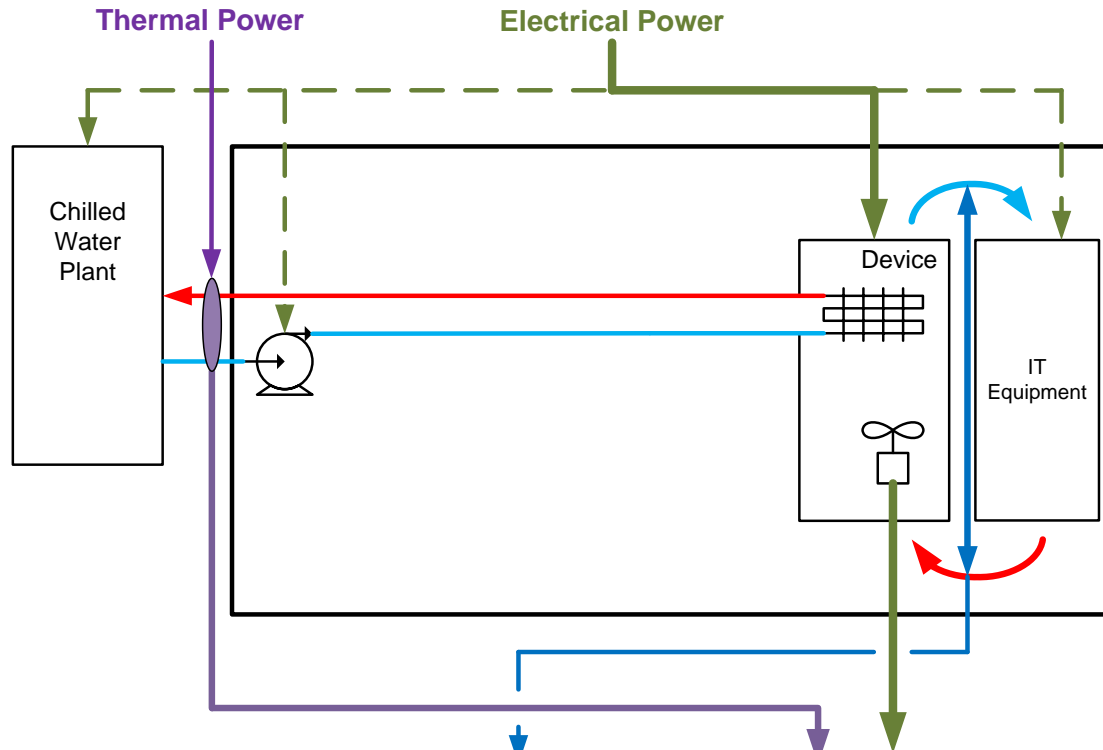 Thermal Power
Electrical Power
Chilled
Water
Plant
Device
IT
Equipment